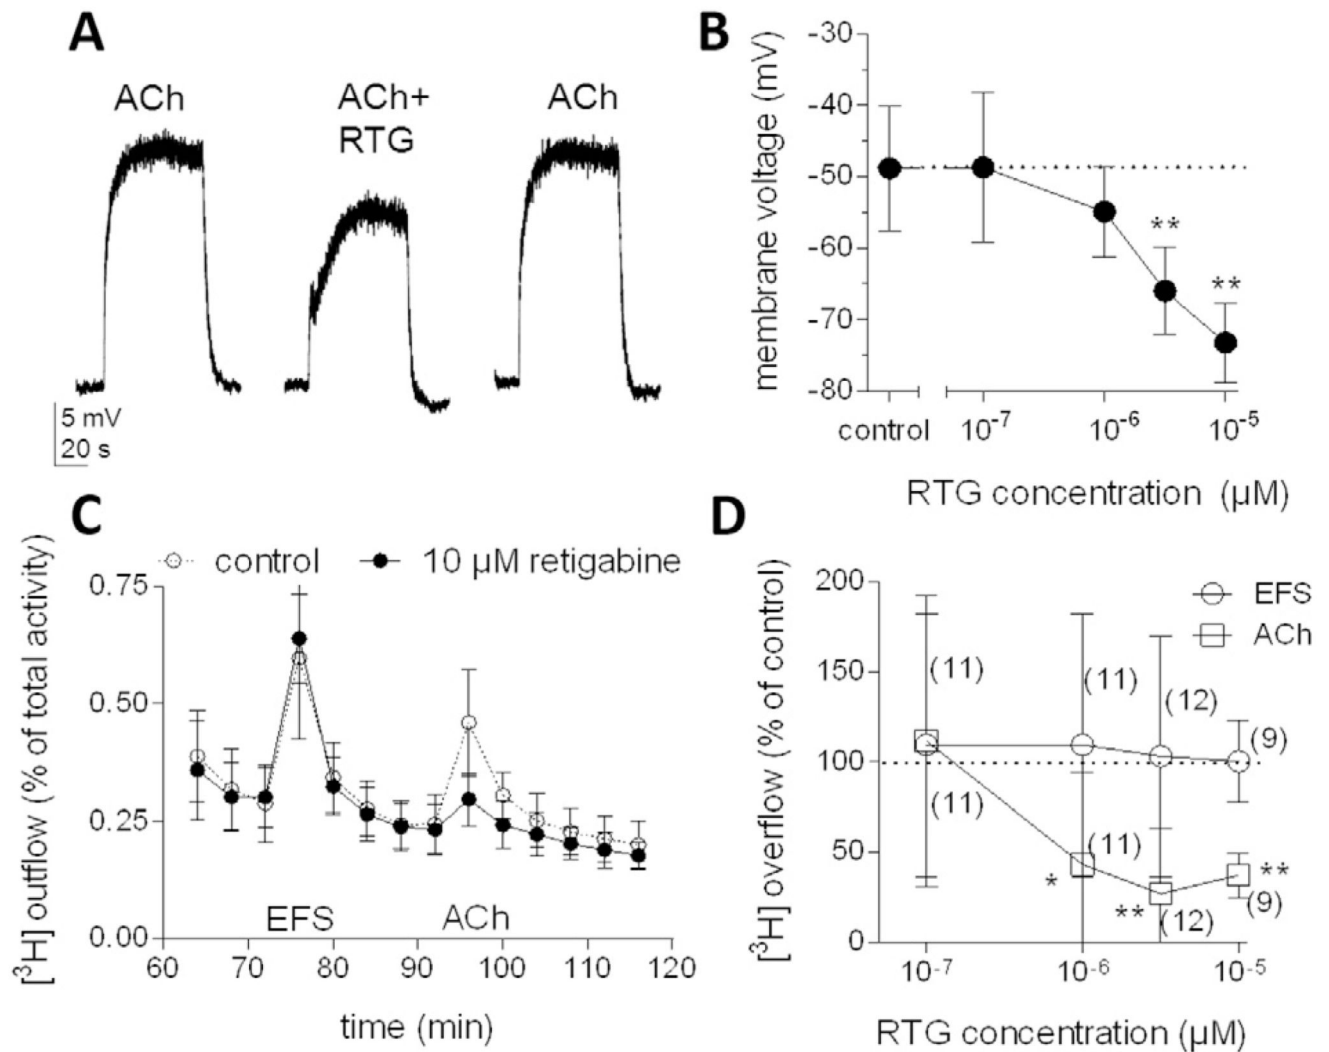 A
ACh
ACh+
RTG
ACh
5 mV
20 s
B
membrane voltage (mV)
-30
-40
-50
-60
-70
-80
**
**
control
10⁻⁷
10⁻⁶
10⁻⁵
RTG concentration (µM)
C
control
10 µM retigabine
[³H] outflow (% of total activity)
0.75
0.50
0.25
0.00
EFS
ACh
60
70
80
90
100
110
120
time (min)
D
[³H] overflow (% of control)
EFS
ACh
200
150
100
50
0
(11)
(11)
(12)
(9)
(11)
(11)
*
**
(12)
**
(9)
10⁻⁷
10⁻⁶
10⁻⁵
RTG concentration (µM)